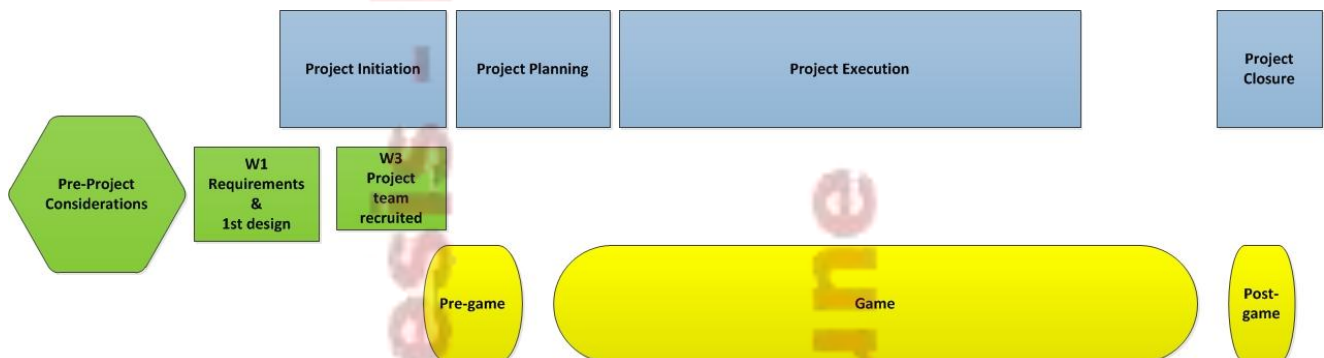 Project Initiation
Project Planning
Project Execution
Project
Closure
Pre-Project
Considerations
W1
Requirements
&
1st design
W3
Project
team
recruited
Pre-game
Game
Post-
game